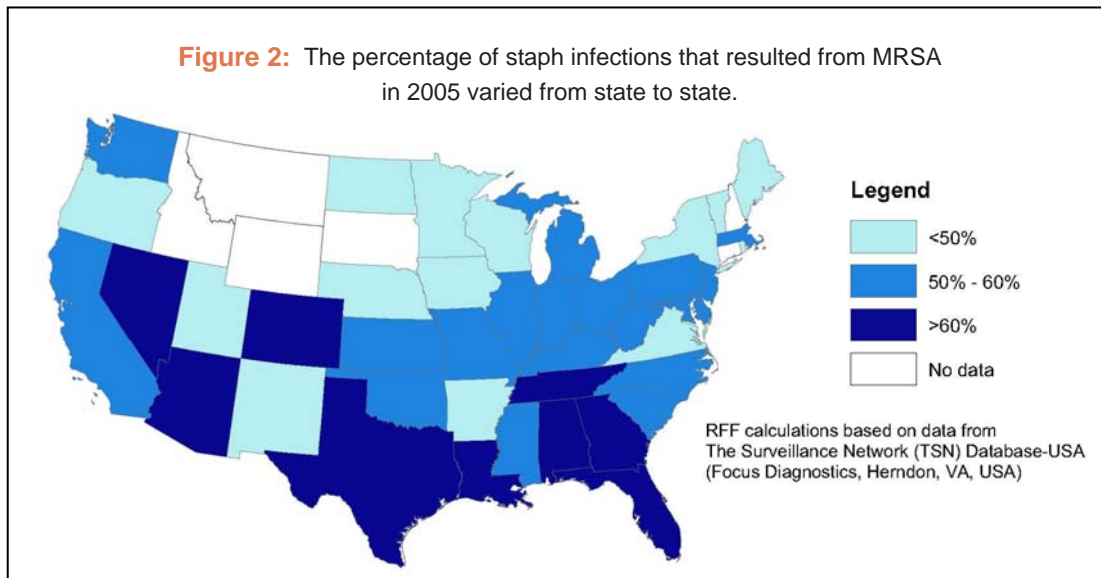 Figure 2: The percentage of staph infections that resulted from MRSA
in 2005 varied from state to state.
Legend
<50%
50% - 60%
>60%
No data
RFF calculations based on data from
The Surveillance Network (TSN) Database-USA
(Focus Diagnostics, Herndon, VA, USA)